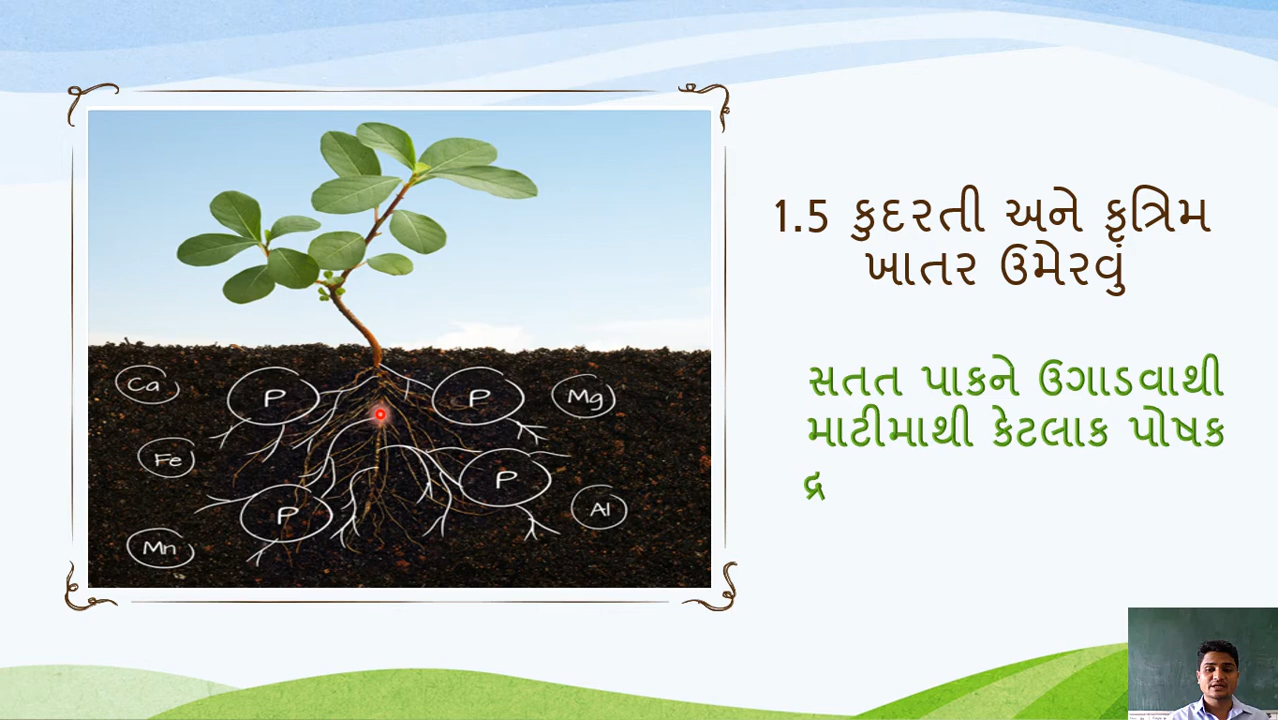 1.5 કુદરતી અને કૃત્રિમ
ખાતર ઉમેરવું
સતત પાકને ઉગાડવાથી
માટીમાથી કેટલાક પોષક
દ્ર
Ca
P
P
Mg
Fe
P
P
Al
Mn